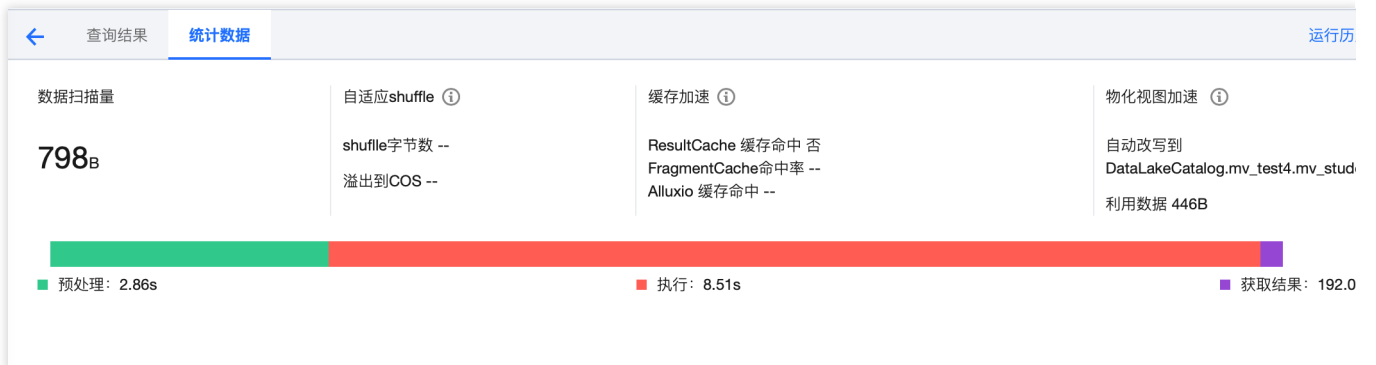 查询结果
统计数据
运行历
数据扫描量
798B
自适应shuffle
shuflle字节数 --
溢出到COS --
缓存加速
ResultCache 缓存命中 否
FragmentCache命中率 --
Alluxio 缓存命中 --
物化视图加速
自动改写到
DataLakeCatalog.mv_test4.mv_stud
利用数据 446B
预处理：2.86s
执行：8.51s
获取结果：192.0